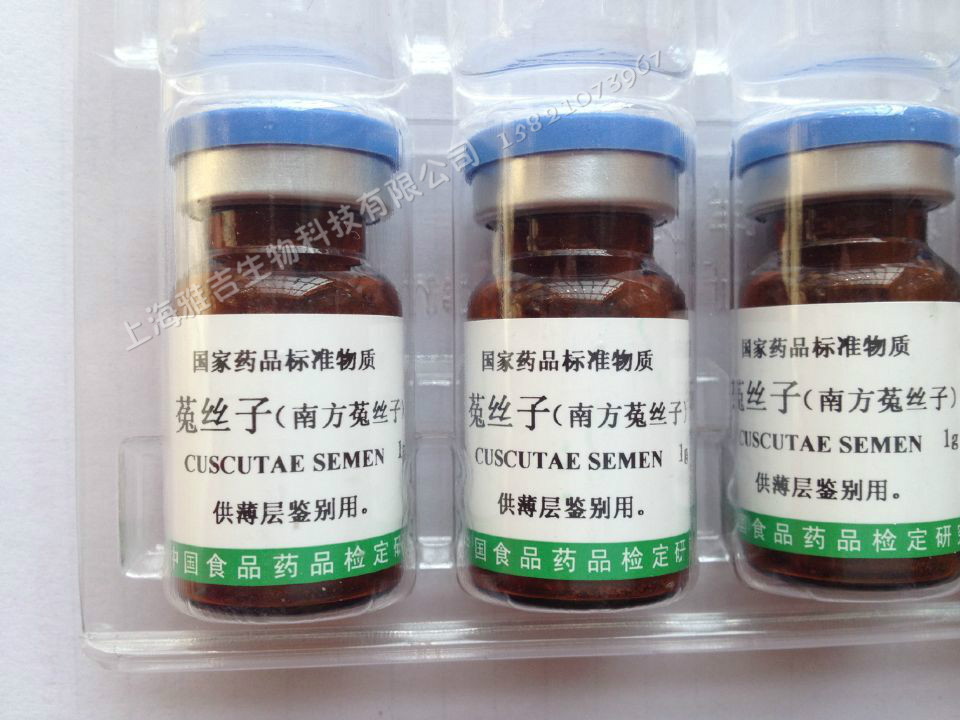 上海雅吉生物科技有限公司 13821073967
国家药品标准物质
菟丝子(南方菟丝子
CUSCUTAE SEMEN 1g
供薄层鉴别用。
中国食品药品检定研
国家药品标准物质
菟丝子(南方菟丝子)
CUSCUTAE SEMEN 1g
供薄层鉴别用。
中国食品药品检定研
国家药品标准物质
菟丝子(南方菟丝子)
CUSCUTAE SEMEN 1g
供薄层鉴别用。
国食品药品检定研究